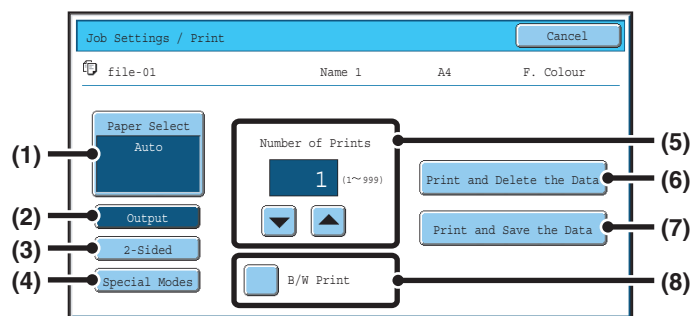 Job Settings / Print
Cancel
file-01 Name 1 A4 F. Colour
Paper Select
Auto
Output
2-Sided
Special Modes
Number of Prints
1 (1~999)
B/W Print
Print and Delete the Data
Print and Save the Data
(1)
(2)
(3)
(4)
(5)
(6)
(7)
(8)